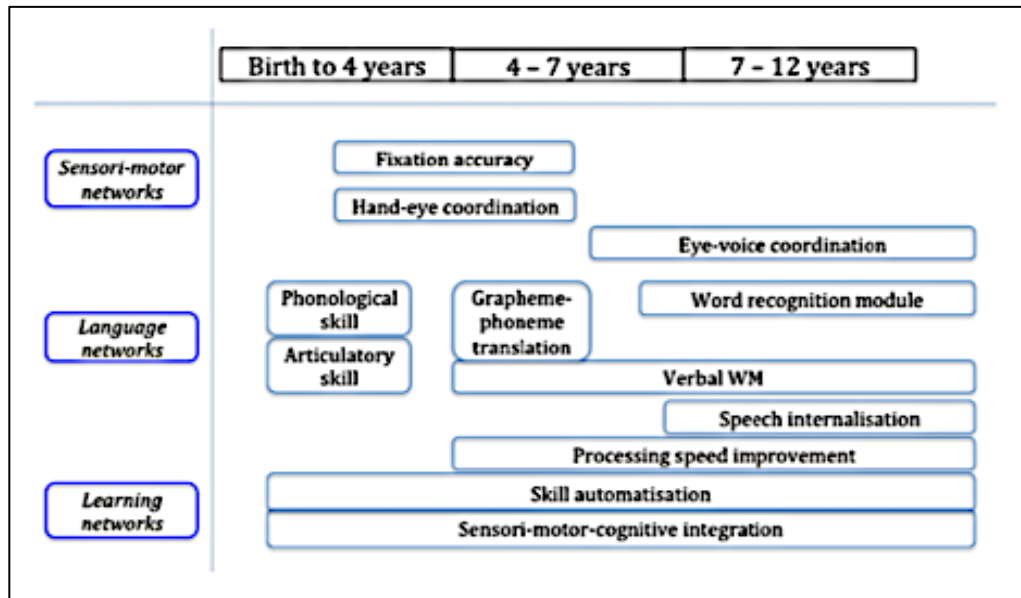 Birth to 4 years
4 – 7 years
7 – 12 years
Sensori-motor
networks
Fixation accuracy
Hand-eye coordination
Eye-voice coordination
Language
networks
Phonological
skill
Articulatory
skill
Grapheme-
phoneme
translation
Word recognition module
Verbal WM
Speech internalisation
Processing speed improvement
Learning
networks
Skill automatisation
Sensori-motor-cognitive integration